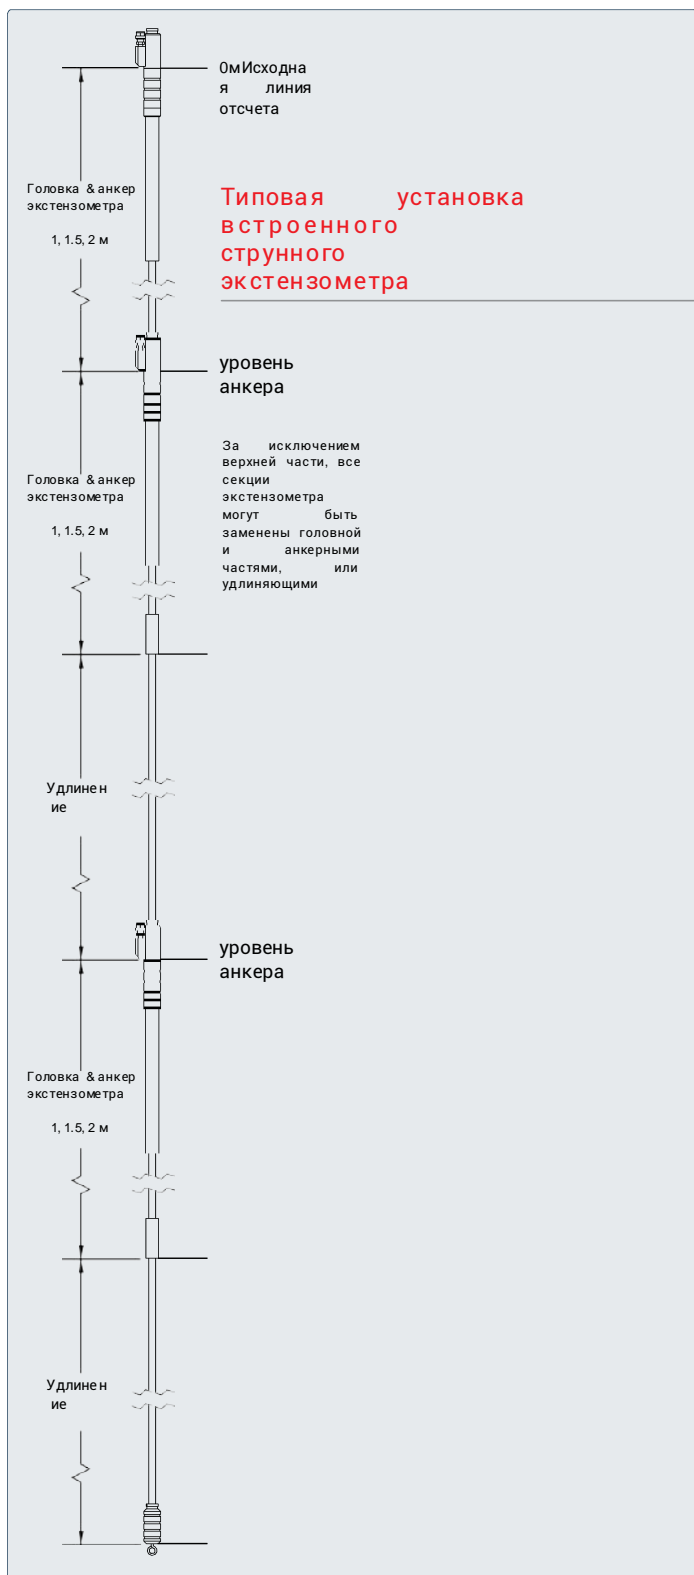 0мИсходна
я линия
отсчета
Головка & анкер
экстензометра
1, 1.5, 2 м
Типовая установка
встроенного
струнного
экстензометра
уровень
анкера
За исключением
верхней части, все
секции
экстензометра
могут быть
заменены головной
и анкерными
частями, или
удлиняющими
Головка & анкер
экстензометра
1, 1.5, 2 м
Удлинен
ие
уровень
анкера
Головка & анкер
экстензометра
1, 1.5, 2 м
Удлинен
ие